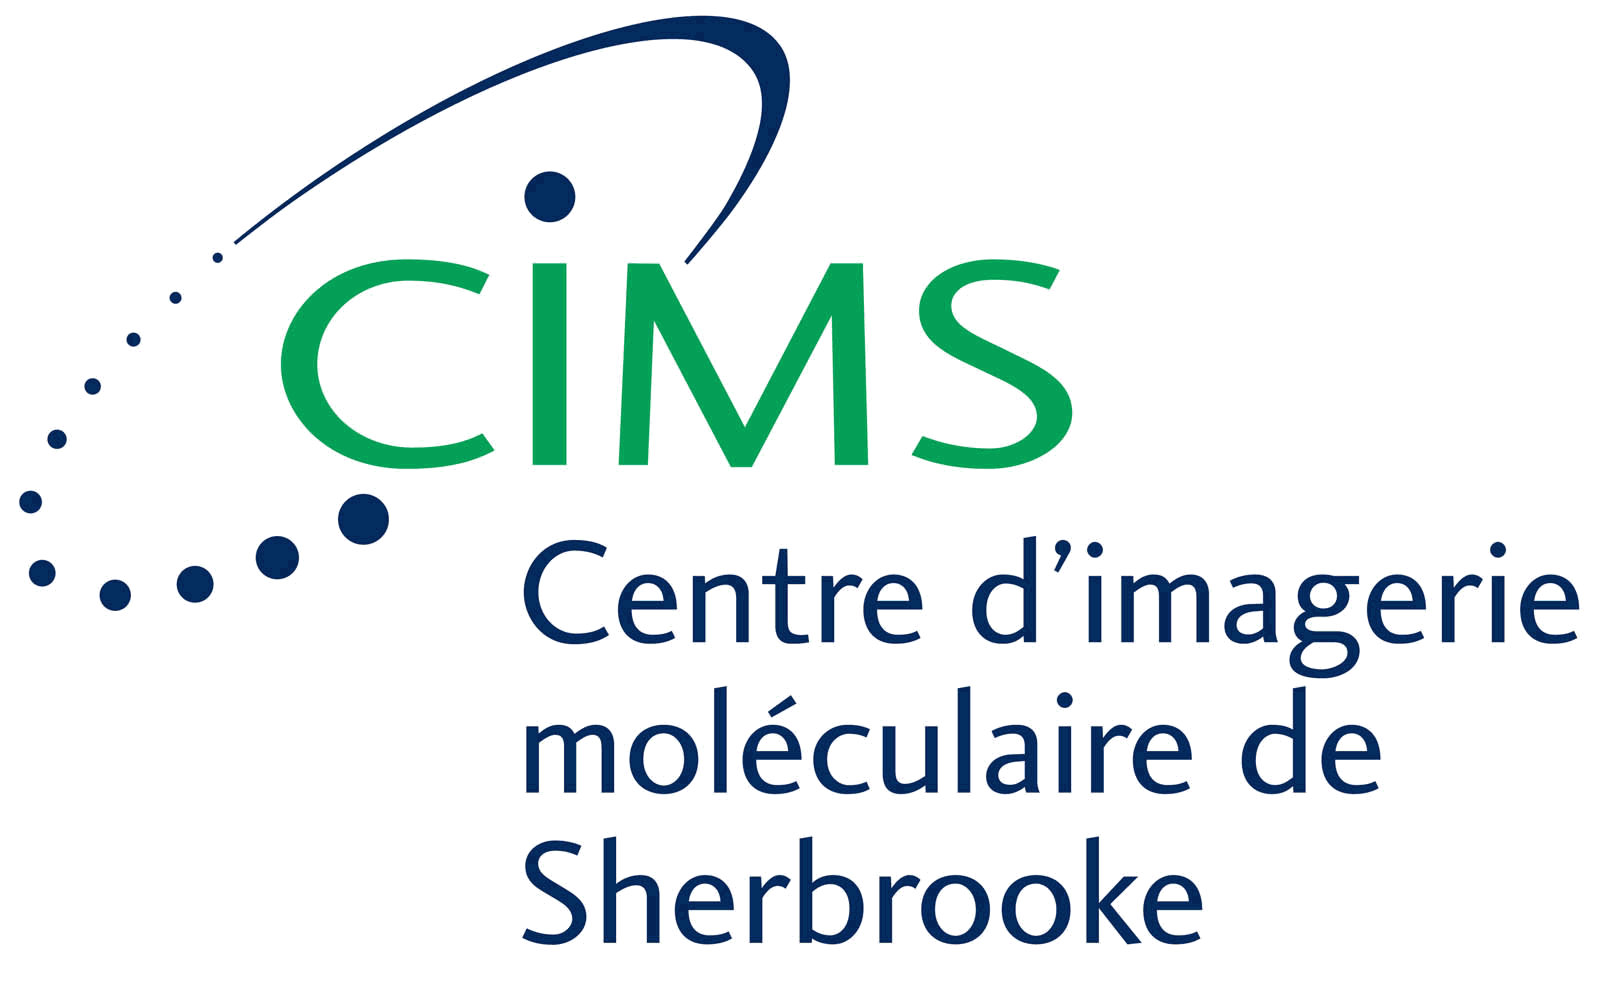 CiMS
Centre d’imagerie
moléculaire de
Sherbrooke